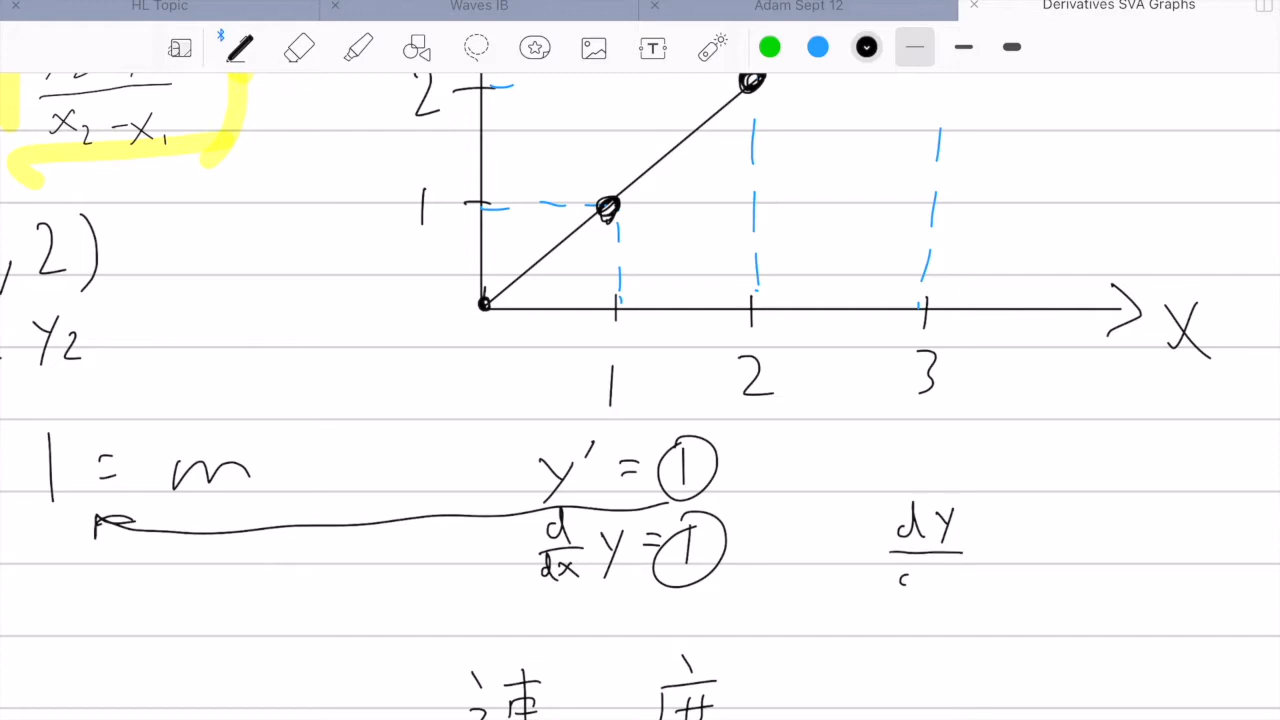 HL Topic
Waves IB
Adam Sept 12
Derivatives SVA Graphs
x₂ - x₁
2
1
, 2)
y₂
1 2 3
X
1 = m
y' = 1
d/dx y = 1
dy